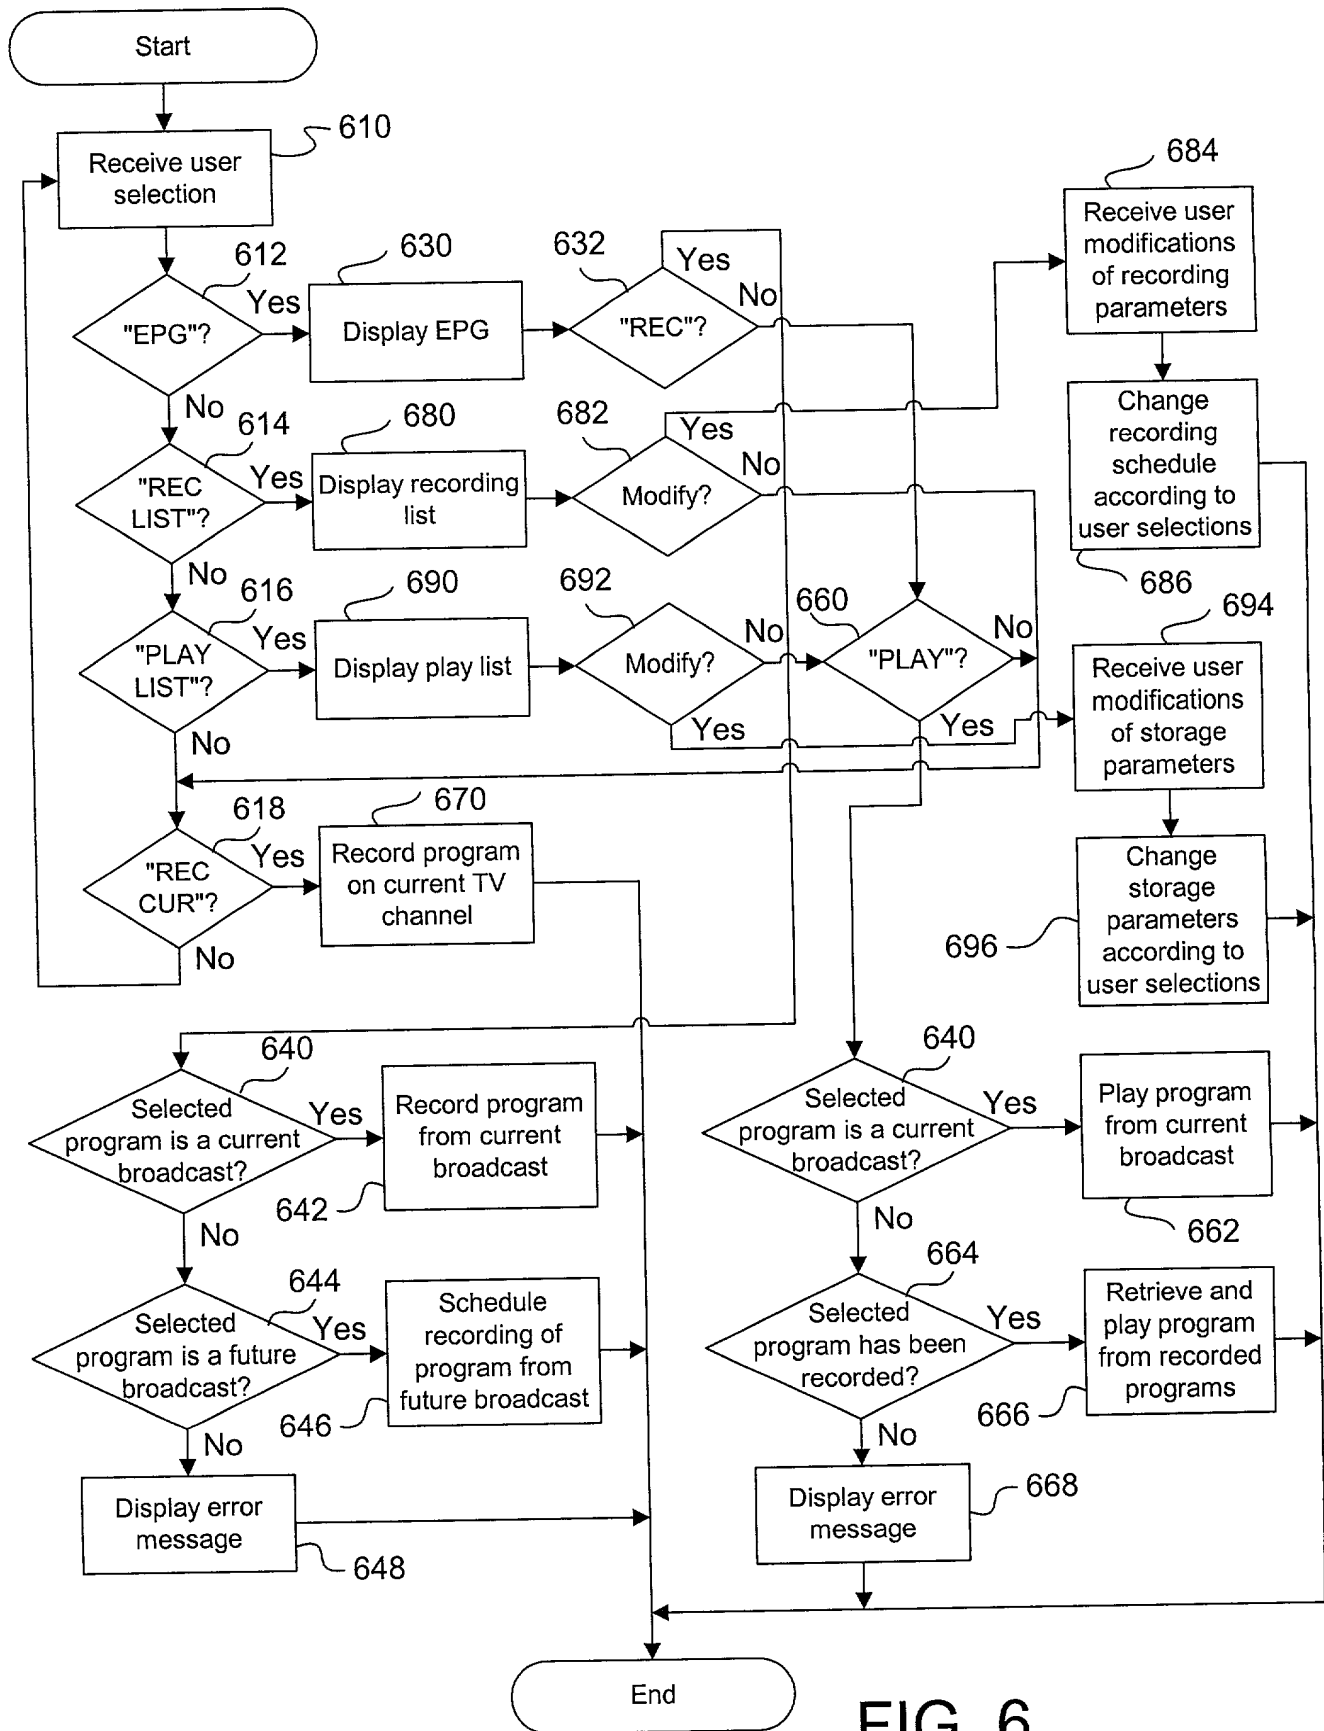 Start
Receive user
selection
610
"EPG"?
612
Yes
No
Display EPG
630
"REC"?
632
Yes
No
"REC
LIST"?
614
Yes
No
Display recording
list
680
Modify?
682
Yes
No
"PLAY
LIST"?
616
Yes
No
Display play list
690
Modify?
692
No
Yes
660
"PLAY"?
No
Yes
684
Receive user
modifications
of recording
parameters
Change
recording
schedule
according to
user selections
686
694
Receive user
modifications
of storage
parameters
Change
storage
parameters
according to
user selections
696
"REC
CUR"?
618
Yes
No
670
Record program
on current TV
channel
640
Selected
program is a current
broadcast?
Yes
No
Record program
from current
broadcast
642
644
Selected
program is a future
broadcast?
Yes
No
Schedule
recording of
program from
future broadcast
646
Display error
message
648
640
Selected
program is a current
broadcast?
Yes
No
Play program
from current
broadcast
662
664
Selected
program has been
recorded?
Yes
No
Retrieve and
play program
from recorded
programs
666
Display error
message
668
End
FIG. 6